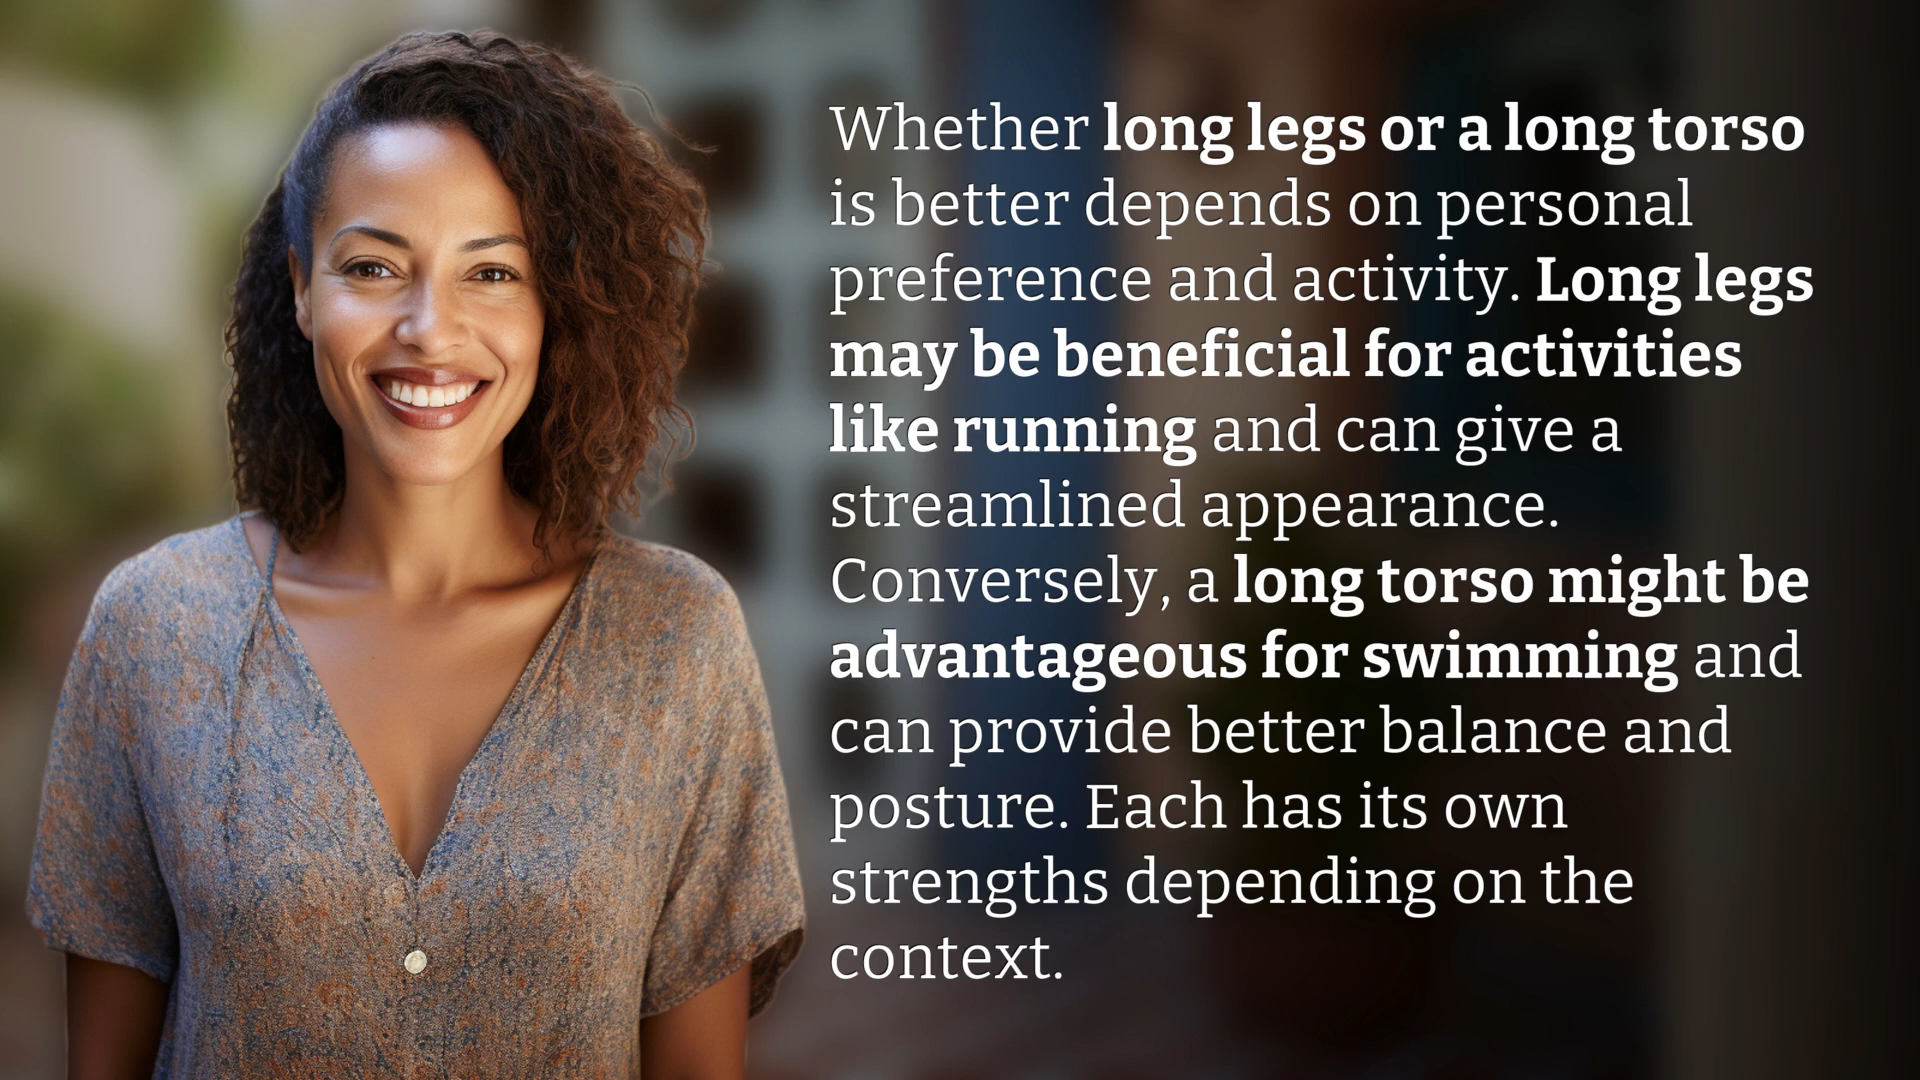 Whether long legs or a long torso
is better depends on personal
preference and activity. Long legs
may be beneficial for activities
like running and can give a
streamlined appearance.
Conversely, a long torso might be
advantageous for swimming and
can provide better balance and
posture. Each has its own
strengths depending on the
context.